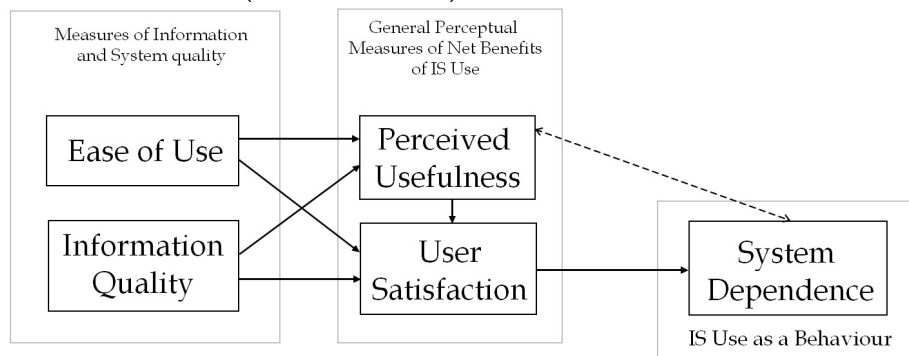 Measures of Information
and System quality
General Perceptual
Measures of Net Benefits
of IS Use
Ease of Use
Perceived
Usefulness
Information
Quality
User
Satisfaction
System
Dependence
IS Use as a Behaviour